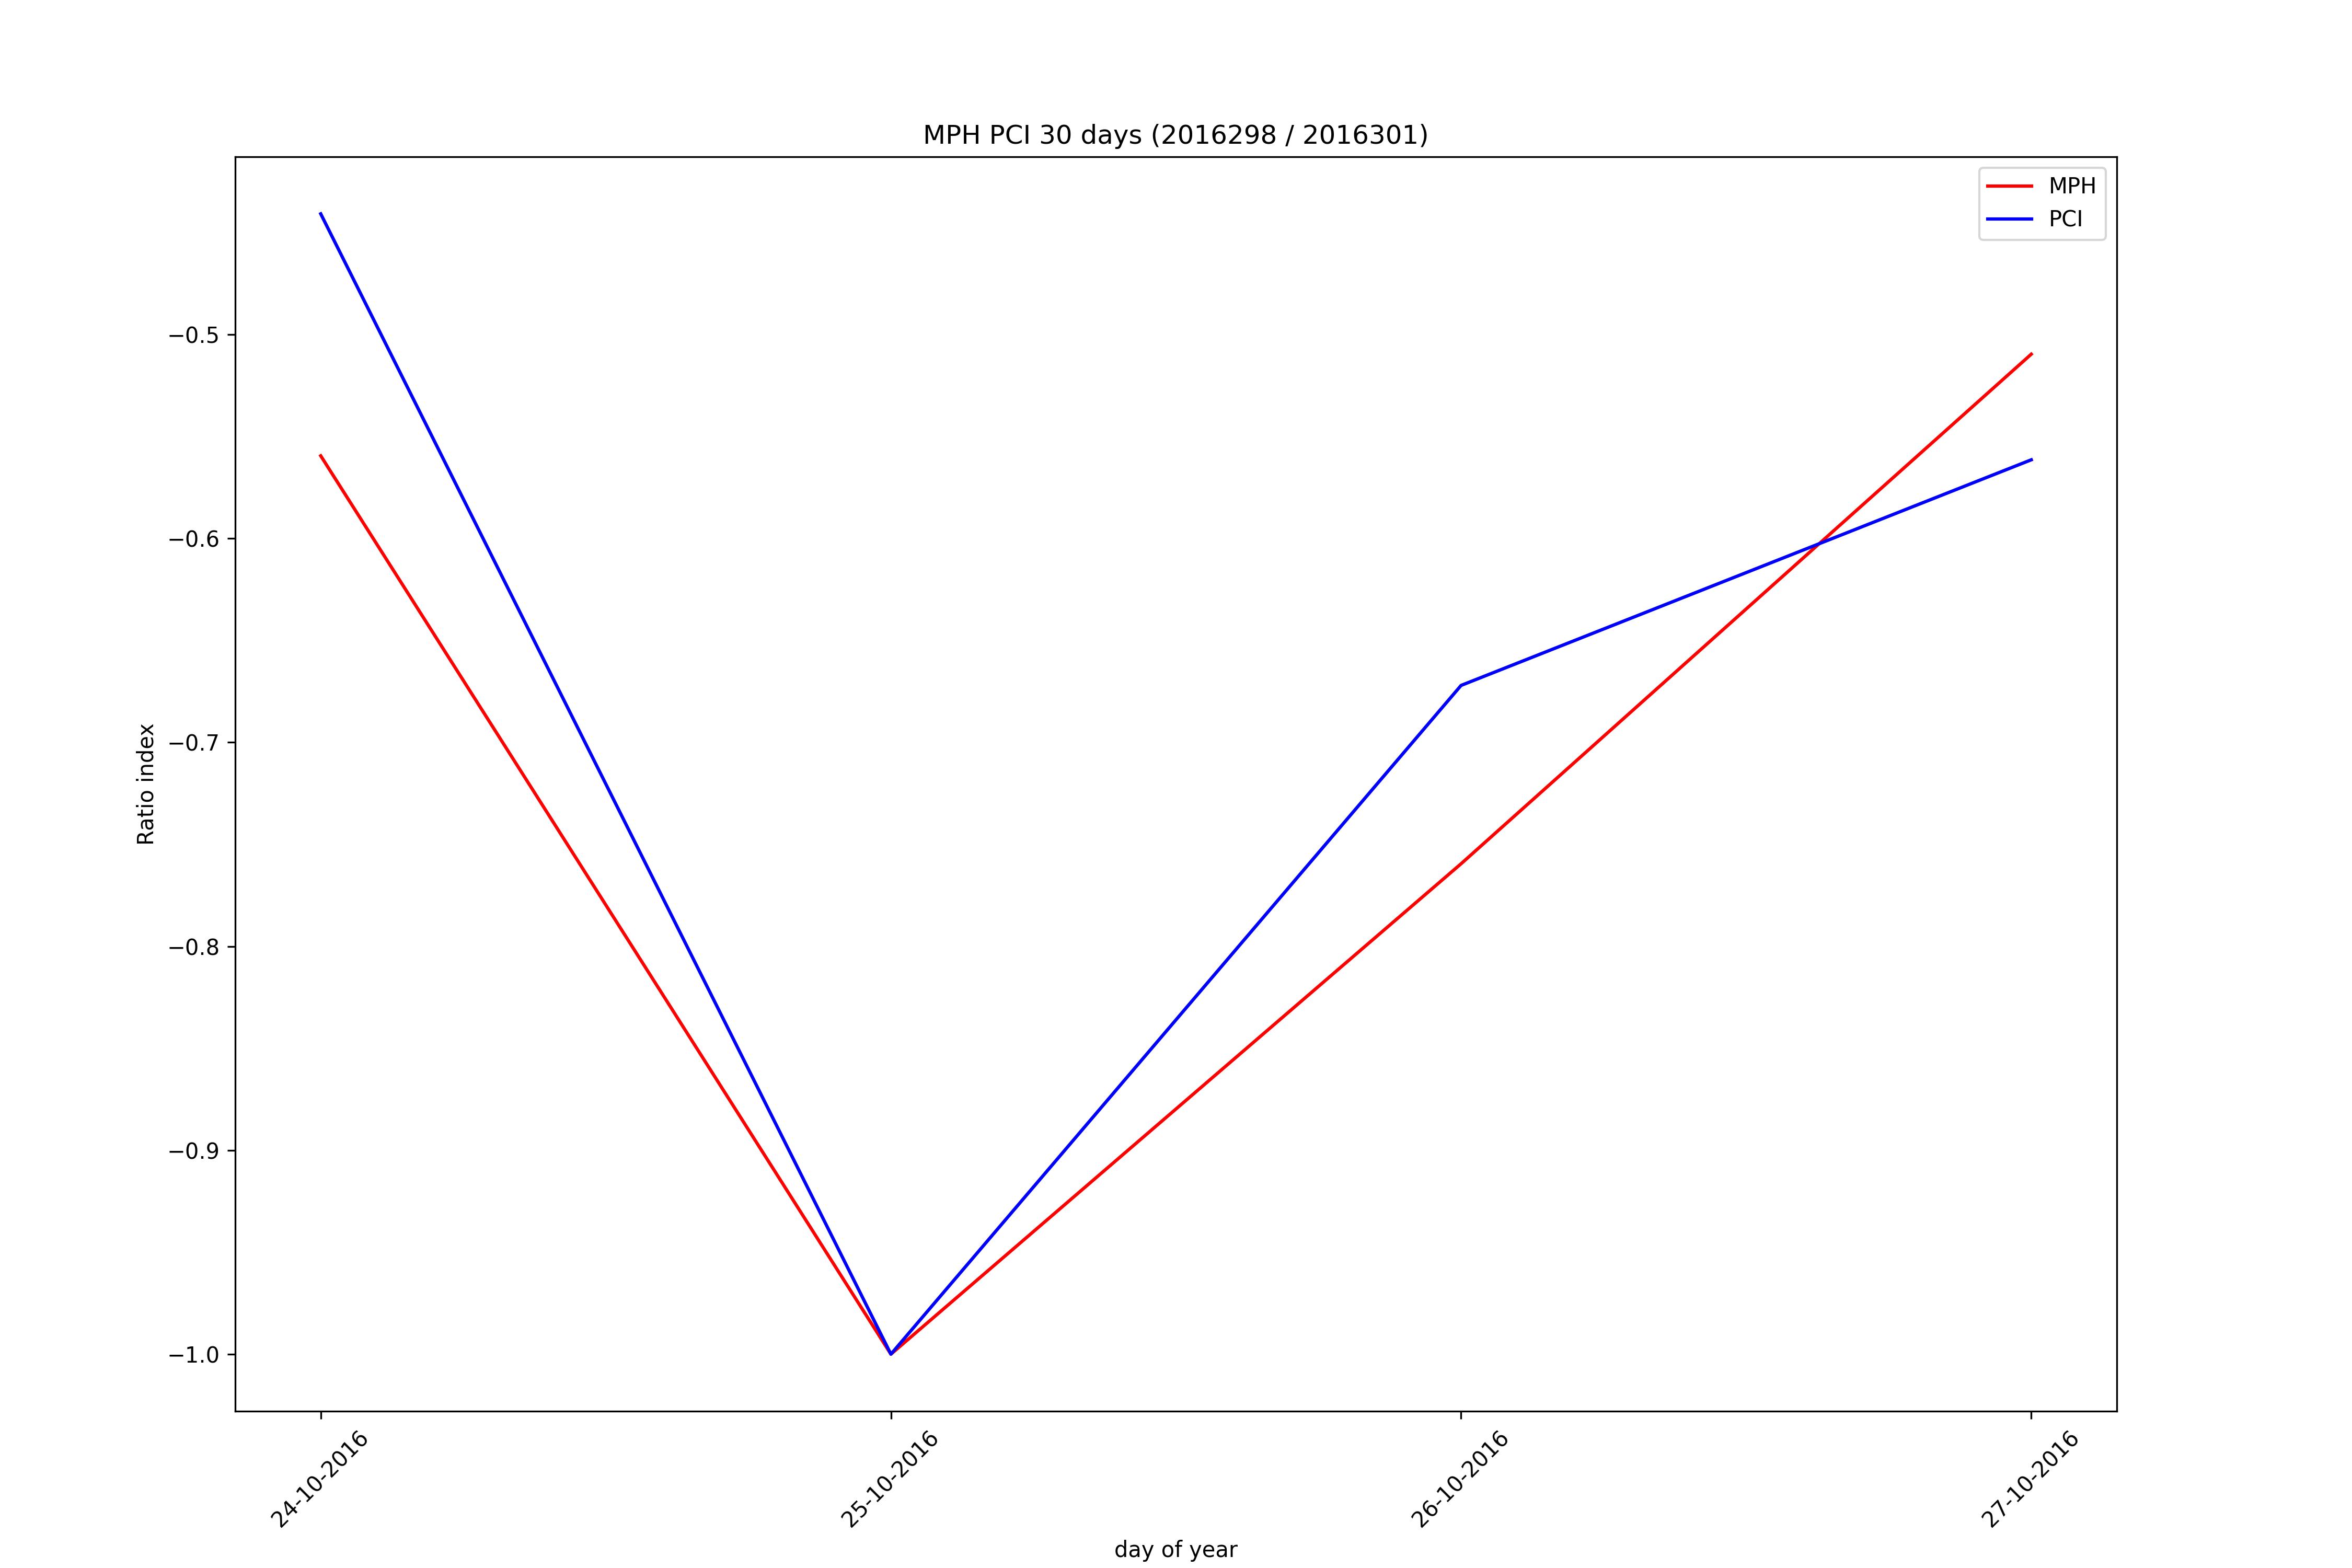 MPH PCI 30 days (2016298 / 2016301)
MPH
PCI
−0.5
−0.6
−0.7
−0.8
−0.9
−1.0
Ratio index
24-10-2016
25-10-2016
26-10-2016
27-10-2016
day of year